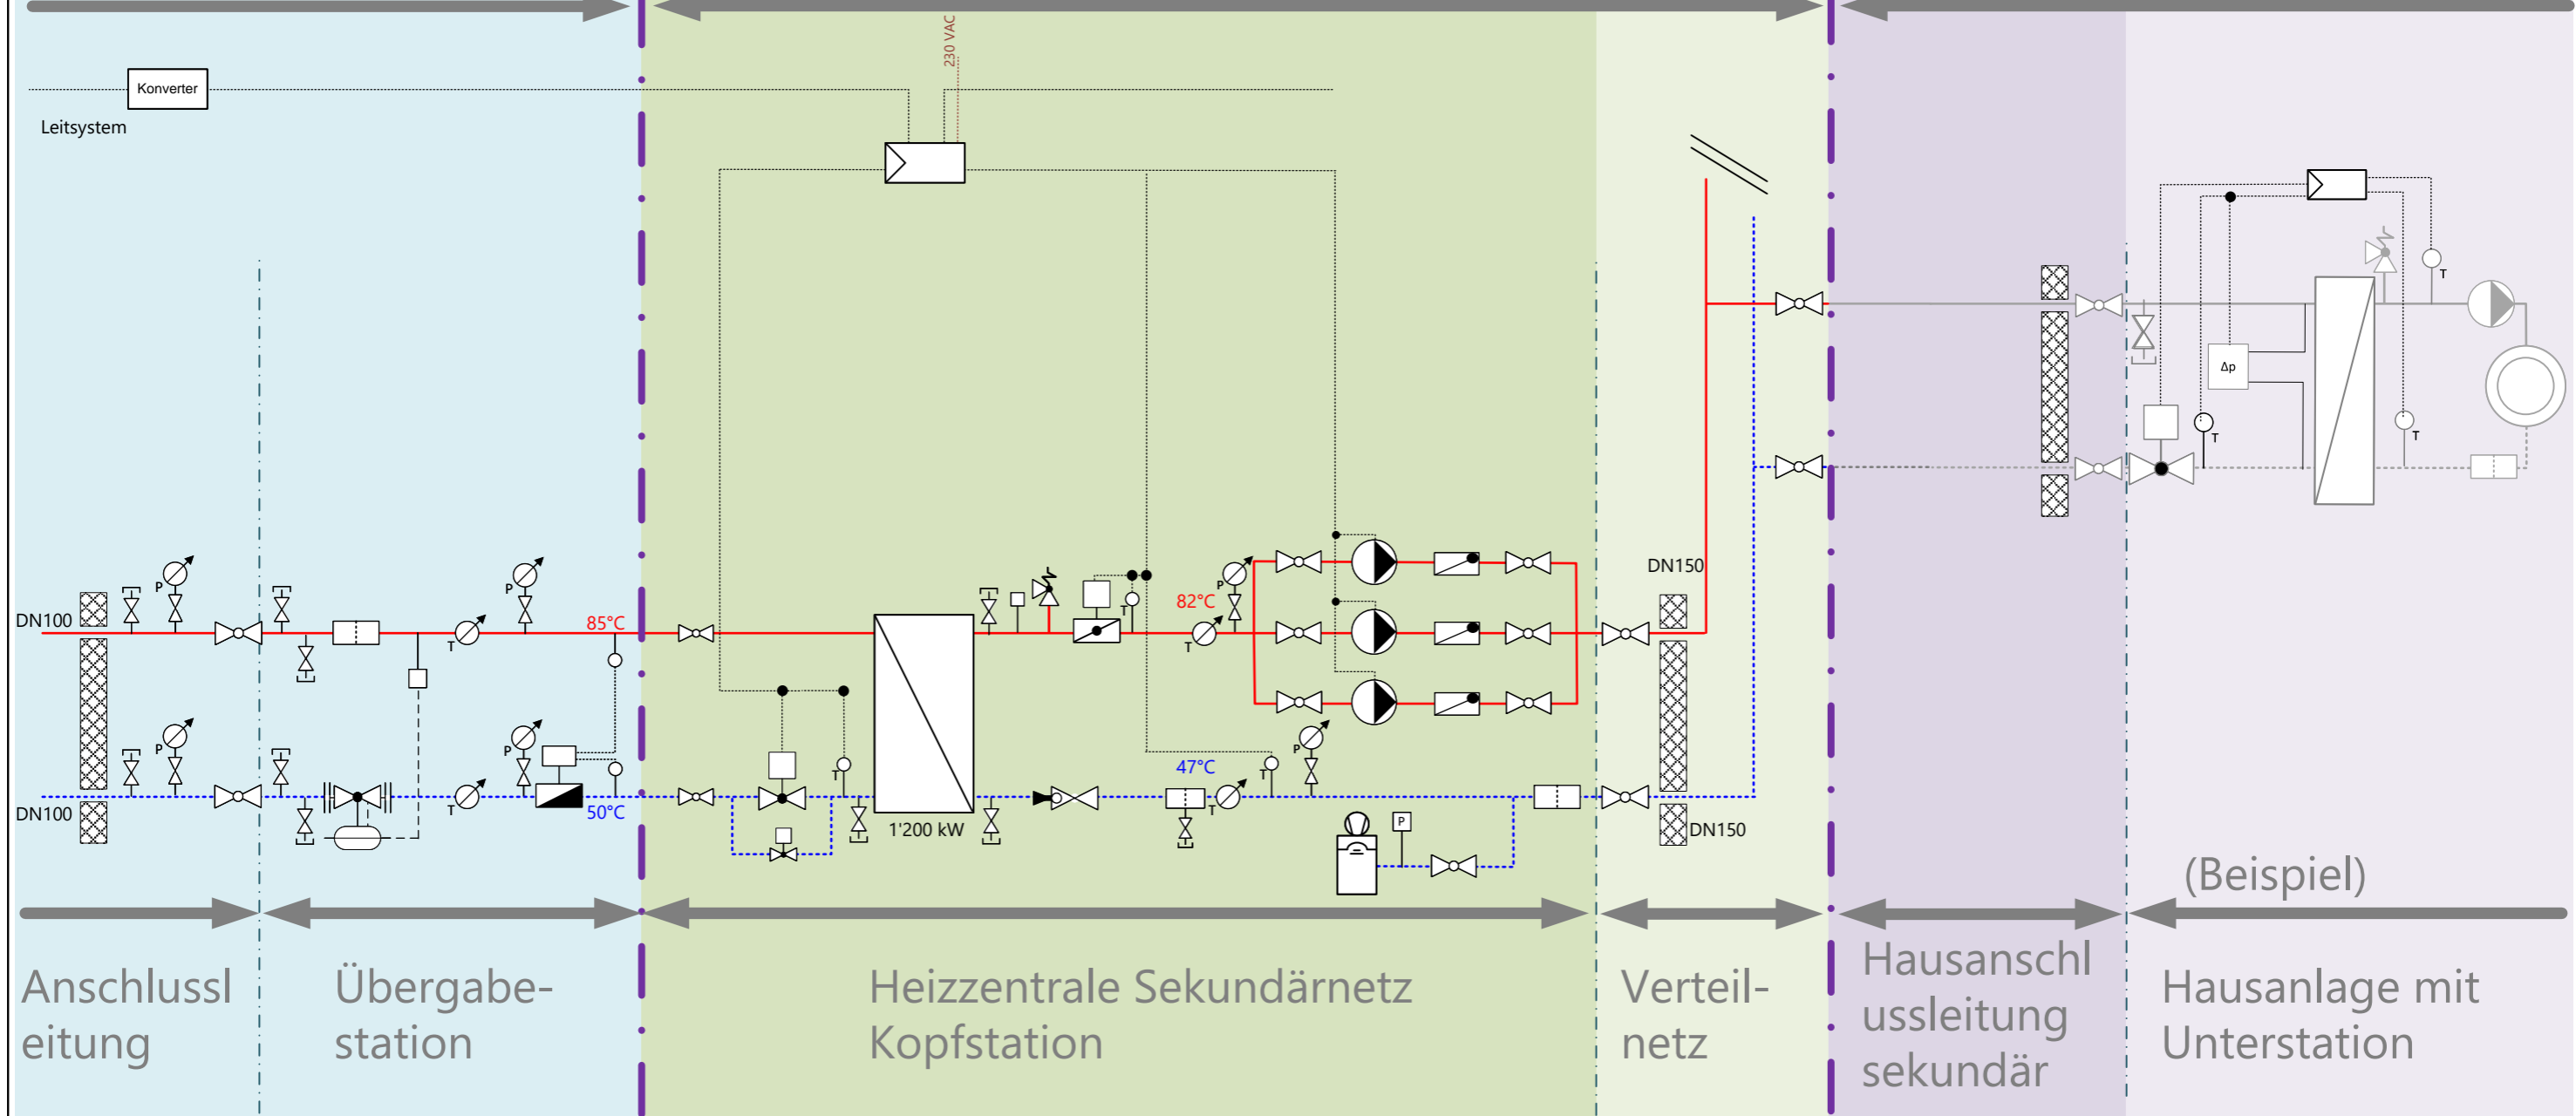 230 VAC
Konverter
Leitsystem
T
Δp
T
T
DN150
P
P
P
82°C
T
DN100
85°C
T
T
P
47°C
P
P
T
T
T
T
DN100
50°C
1'200 kW
P
DN150
(Beispiel)
Anschlussl
eitung
Übergabe-
station
Heizzentrale Sekundärnetz
Kopfstation
Verteil-
netz
Hausanschl
ussleitung
sekundär
Hausanlage mit
Unterstation